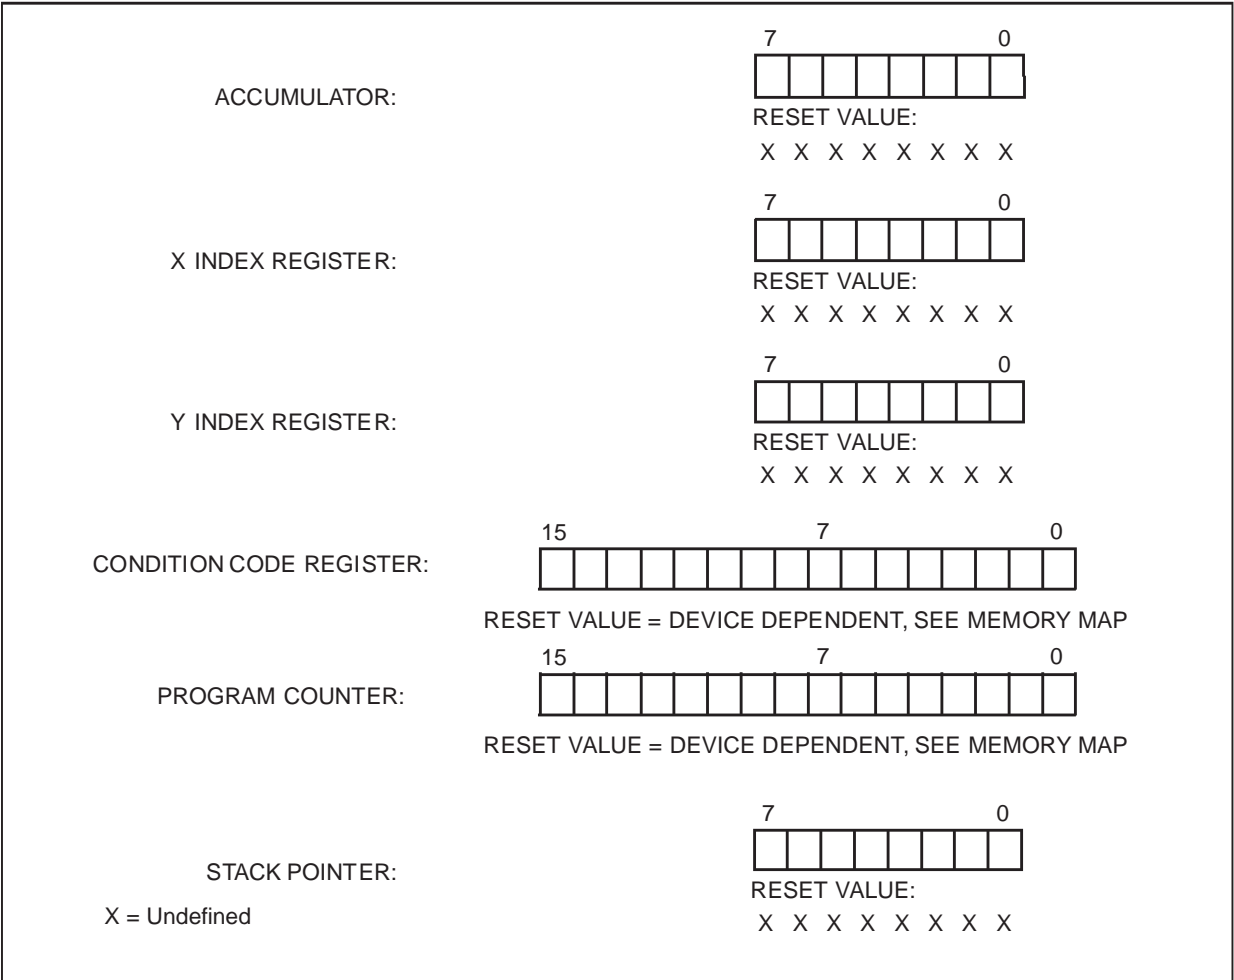 7 0
ACCUMULATOR:
RESET VALUE:
X X X X X X X X
7 0
X INDEX REGISTER:
RESET VALUE:
X X X X X X X X
7 0
Y INDEX REGISTER:
RESET VALUE:
X X X X X X X X
15 7 0
CONDITION CODE REGISTER:
RESET VALUE = DEVICE DEPENDENT, SEE MEMORY MAP
15 7 0
PROGRAM COUNTER:
RESET VALUE = DEVICE DEPENDENT, SEE MEMORY MAP
7 0
STACK POINTER:
RESET VALUE:
X = Undefined
X X X X X X X X